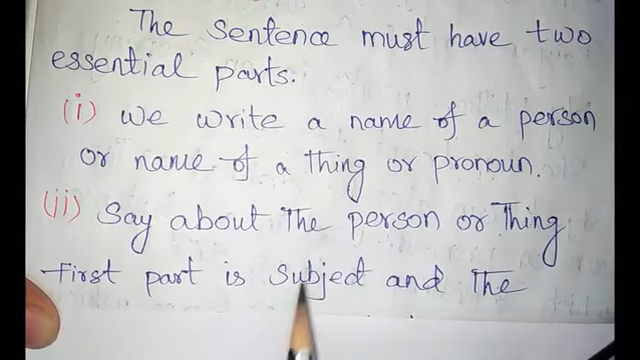 The sentence must have two
essential parts.
(i) We write a name of a person
or name of a thing or pronoun.
(ii) Say about the person or Thing
First part is subject and the